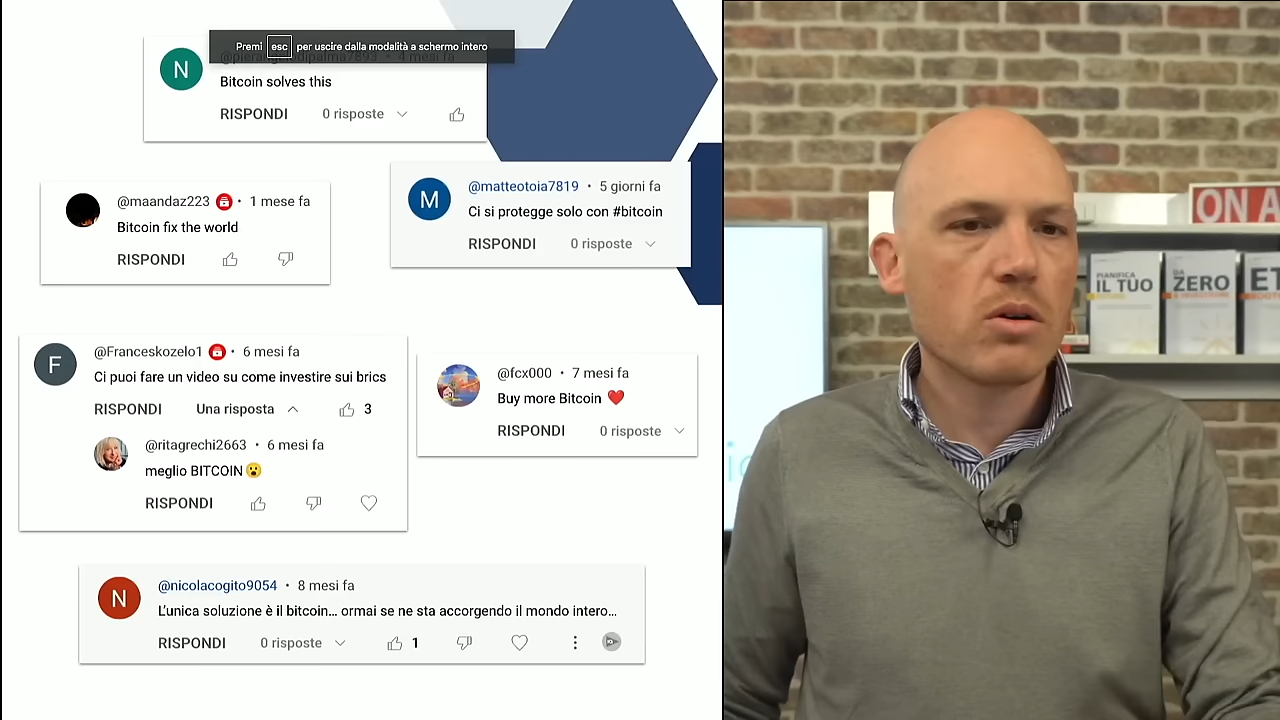 Premi esc per uscire dalla modalità a schermo intero
N
Bitcoin solves this
RISPONDI 0 risposte
@maandaz223 • 1 mese fa
Bitcoin fix the world
RISPONDI
M
@matteotoia7819 • 5 giorni fa
Ci si protegge solo con #bitcoin
RISPONDI 0 risposte
F
@Franceskozelo1 • 6 mesi fa
Ci puoi fare un video su come investire sui brics
RISPONDI Una risposta 3
@ritagrechi2663 • 6 mesi fa
meglio BITCOIN😮
RISPONDI
@fcx000 • 7 mesi fa
Buy more Bitcoin ❤️
RISPONDI 0 risposte
N
@nicolacogito9054 • 8 mesi fa
L'unica soluzione è il bitcoin... ormai se ne sta accorgendo il mondo intero...
RISPONDI 0 risposte 1
ON A
PIANIFICA
IL TUO
DA
ZERO
ET